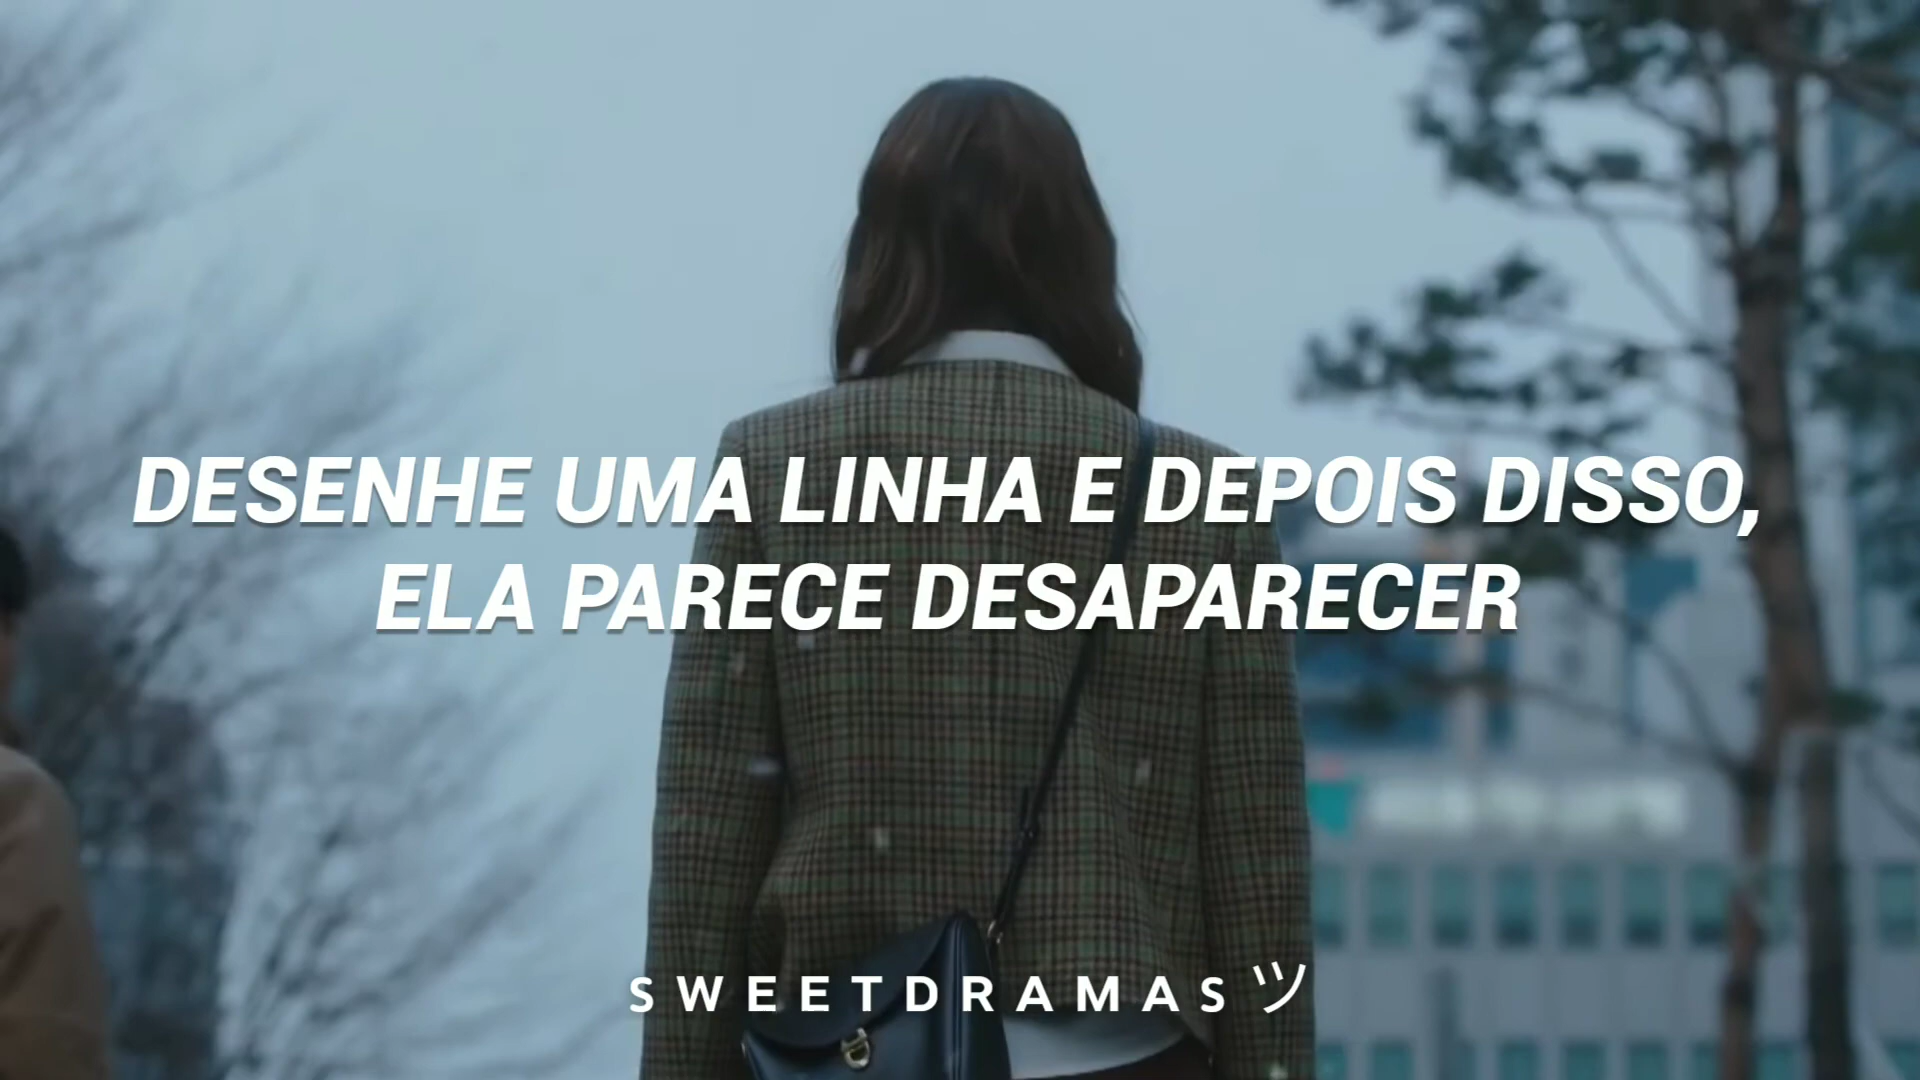 DESENHE UMA LINHA E DEPOIS DISSO,
ELA PARECE DESAPARECER
SWEETDRAMASツ